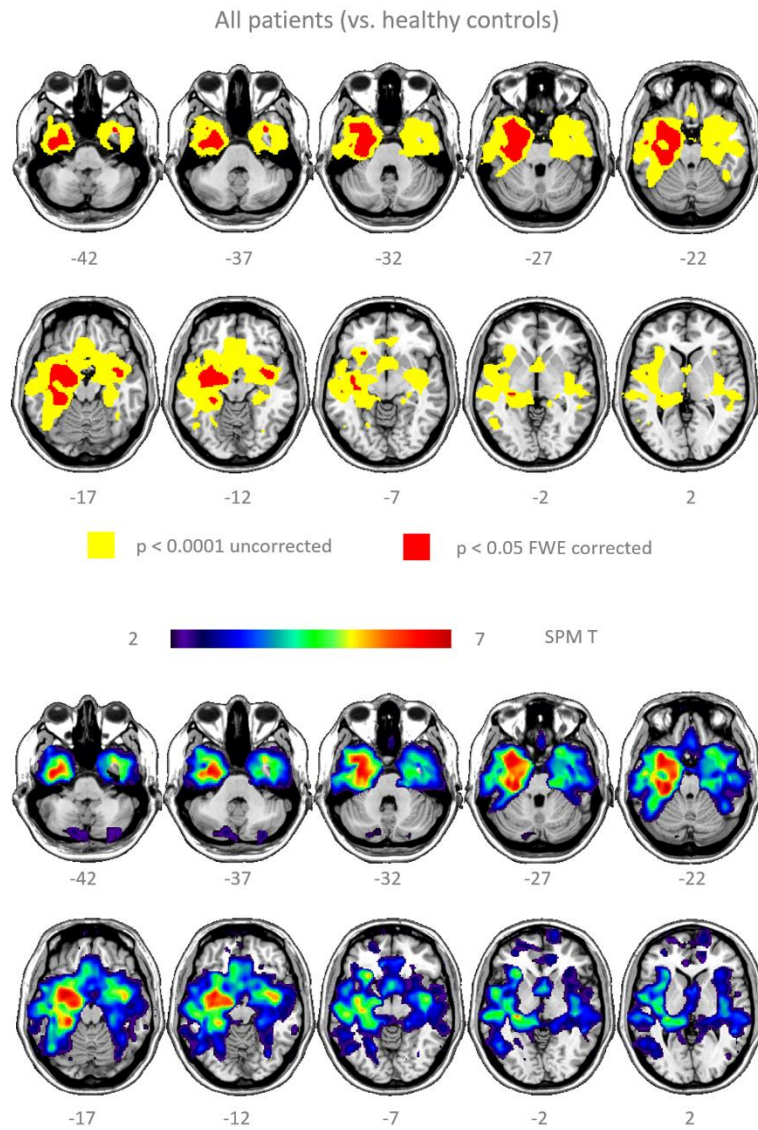 All patients (vs. healthy controls)
-42 -37 -32 -27 -22
-17 -12 -7 -2 2
p < 0.0001 uncorrected p < 0.05 FWE corrected
2 7 SPM T
-42 -37 -32 -27 -22
-17 -12 -7 -2 2